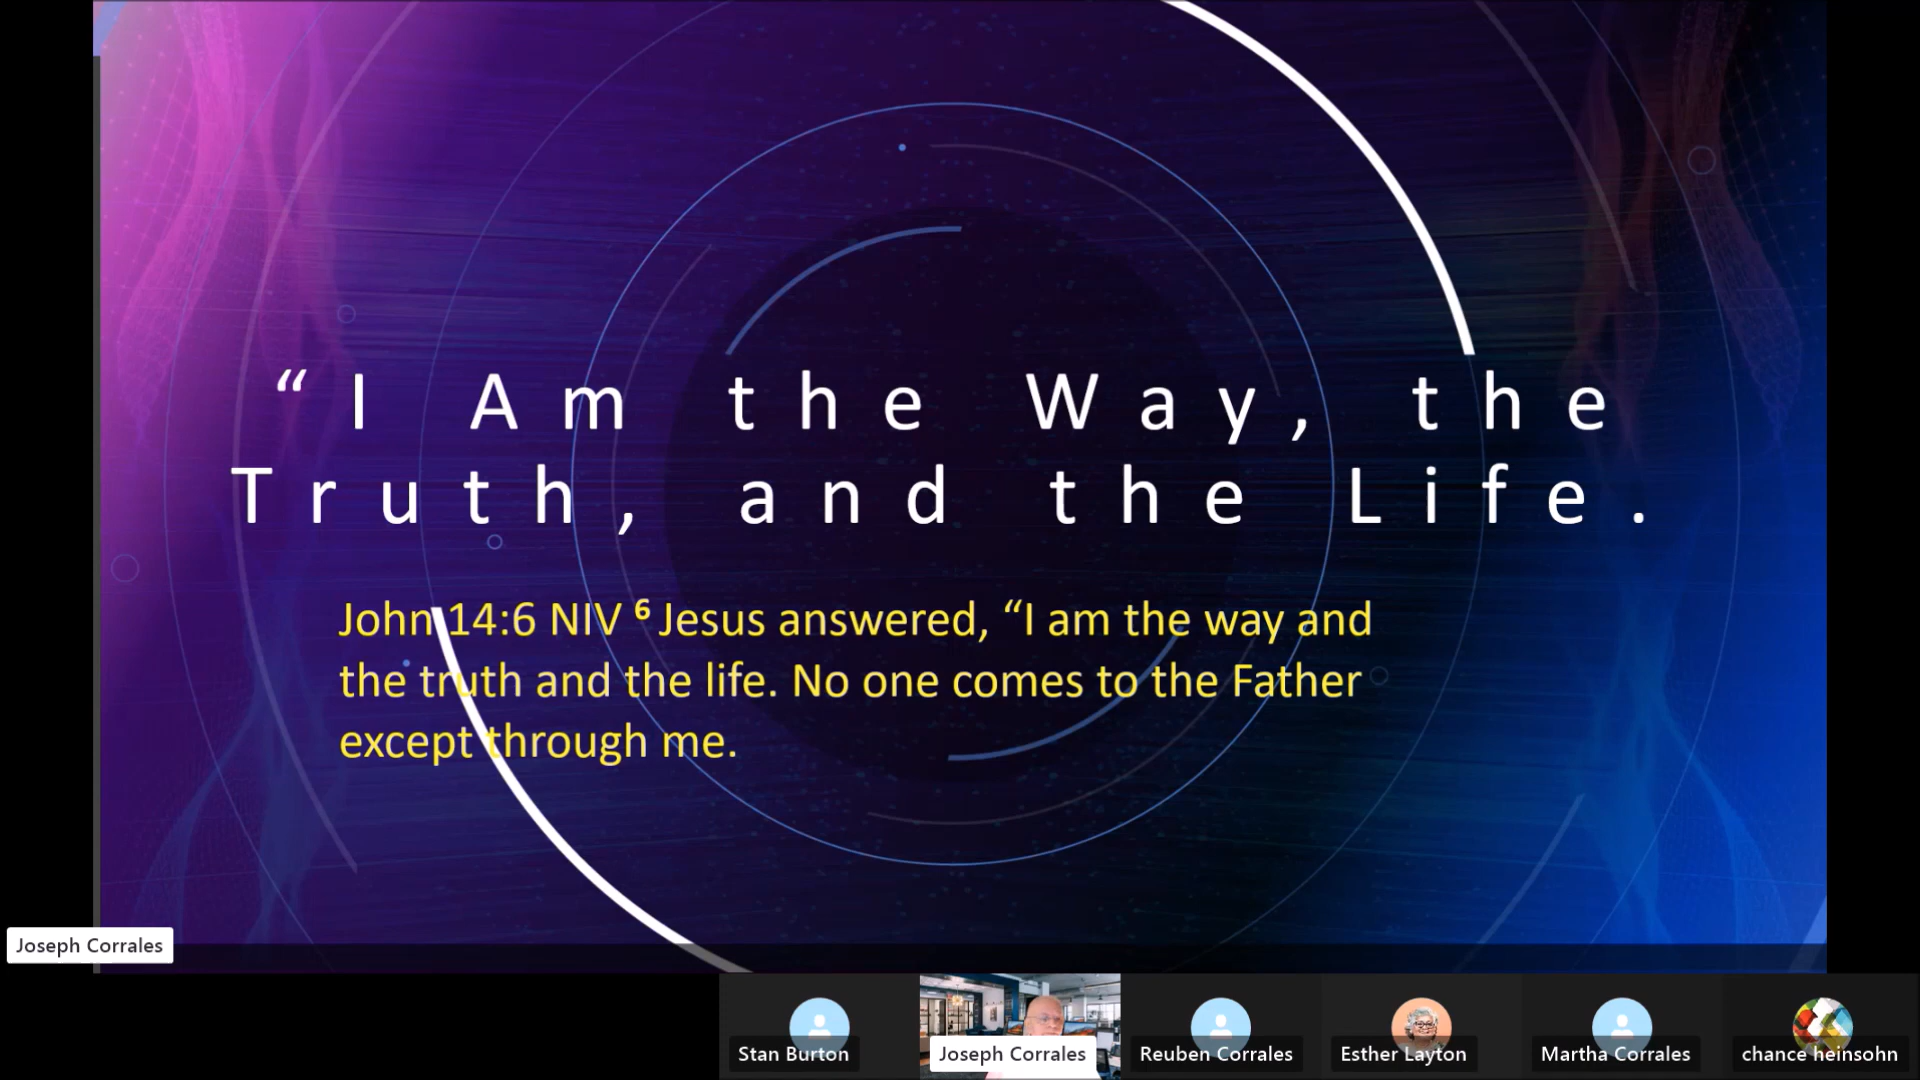 “I Am the Way, the
Truth, and the Life.
John 14:6 NIV ⁶ Jesus answered, “I am the way and
the truth and the life. No one comes to the Father
except through me.
Joseph Corrales
Stan Burton
Joseph Corrales
Reuben Corrales
Esther Layton
Martha Corrales
chance heinsohn